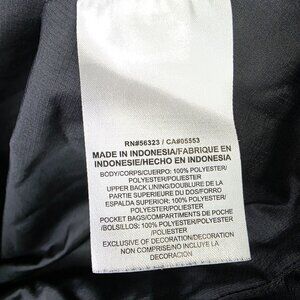 RN#56323 / CA#05553
MADE IN INDONESIA/FABRIQUE EN
INDONESIE/HECHO EN INDONESIA
BODY/CORPS/CUERPO: 100% POLYESTER/
POLYESTER/POLIESTER
UPPER BACK LINING/DOUBLURE DE LA
PARTIE SUPERIEURE DU DOS/FORRO
ESPALDA SUPERIOR: 100% POLYESTER/
POLYESTER/POLIESTER
POCKET BAGS/COMPARTIMENTS DE POCHE
/BOLSILLOS: 100% POLYESTER/POLYESTER
/POLIESTER
EXCLUSIVE OF DECORATION/DECORATION
NON COMPRISE/NO INCLUYE LA
DECORACIÓN